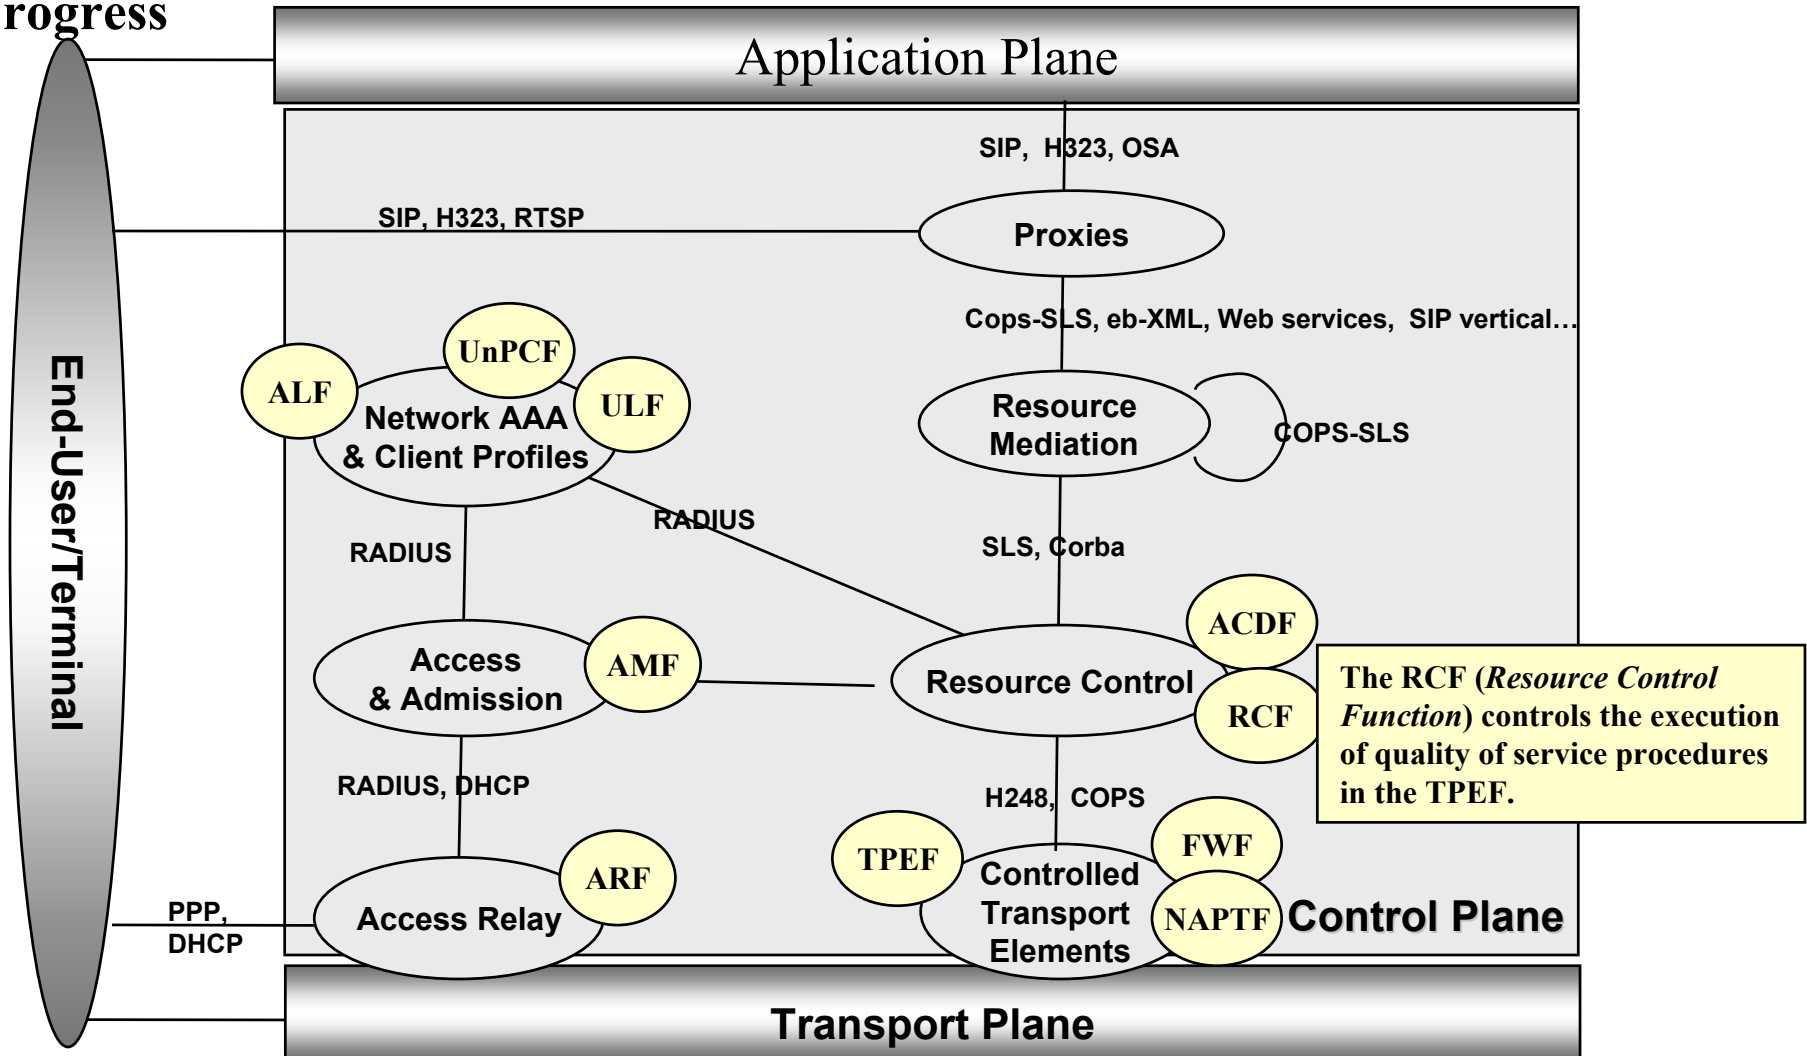 rogress
Application Plane
SIP, H323, OSA
SIP, H323, RTSP
Proxies
Cops-SLS, eb-XML, Web services, SIP vertical…
End-User/Terminal
ALF
UnPCF
ULF
Network AAA
& Client Profiles
Resource
Mediation
COPS-SLS
RADIUS
RADIUS
SLS, Corba
Access
& Admission
AMF
Resource Control
ACDF
RCF
The RCF (Resource Control
Function) controls the execution
of quality of service procedures
in the TPEF.
RADIUS, DHCP
H248, COPS
PPP,
DHCP
Access Relay
ARF
TPEF
Controlled
Transport
Elements
FWF
NAPTF
Control Plane
Transport Plane